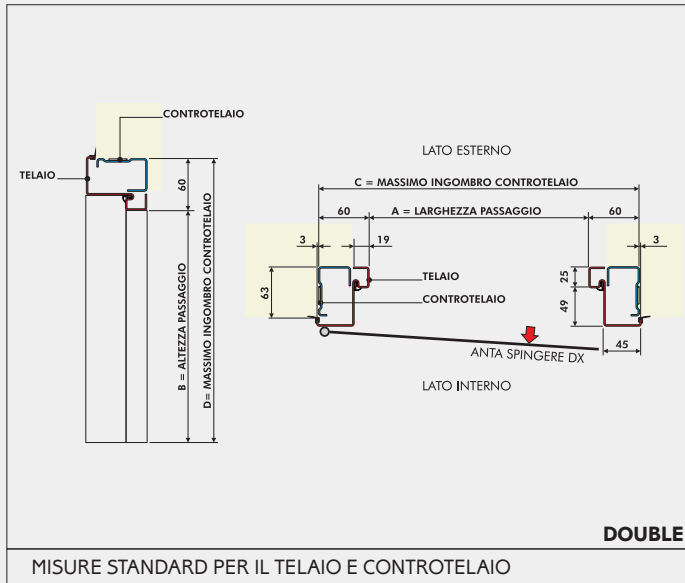 CONTROTELAIO
TELAIO
60
B = ALTEZZA PASSAGGIO
D= MASSIMO INGOMBRO CONTROTELAIO
LATO ESTERNO
C = MASSIMO INGOMBRO CONTROTELAIO
60
A = LARGHEZZA PASSAGGIO
60
3
19
3
63
TELAIO
CONTROTELAIO
25
49
45
ANTA SPINGERE DX
LATO INTERNO
DOUBLE
MISURE STANDARD PER IL TELAIO E CONTROTELAIO